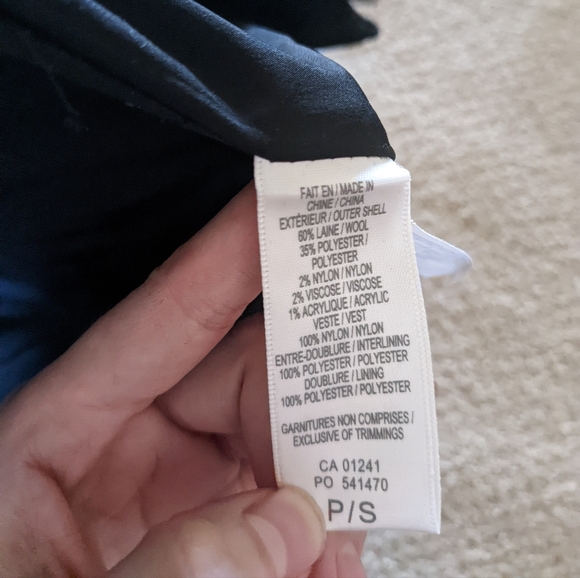 FAIT EN / MADE IN
CHINE / CHINA
EXTÉRIEUR / OUTER SHELL
60% LAINE / WOOL
35% POLYESTER /
POLYESTER
2% NYLON / NYLON
2% VISCOSE / VISCOSE
1% ACRYLIQUE / ACRYLIC
VESTE / VEST
100% NYLON / NYLON
ENTRE-DOUBLURE / INTERLINING
100% POLYESTER / POLYESTER
DOUBLURE / LINING
100% POLYESTER / POLYESTER
GARNITURES NON COMPRISES /
EXCLUSIVE OF TRIMMINGS
CA 01241
PO 541470
P/S